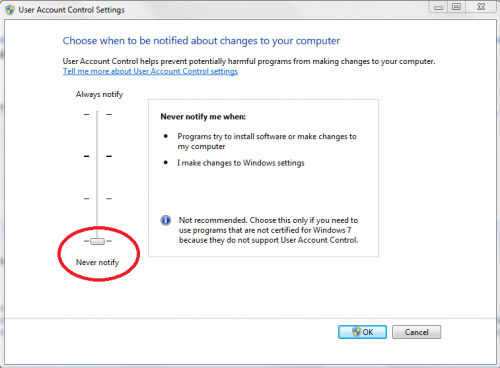 User Account Control Settings
Choose when to be notified about changes to your computer
User Account Control helps prevent potentially harmful programs from making changes to your computer.
Tell me more about User Account Control settings
Always notify
Never notify me when:
Programs try to install software or make changes to
my computer
I make changes to Windows settings
Not recommended. Choose this only if you need to
use programs that are not certified for Windows 7
because they do not support User Account Control.
Never notify
OK
Cancel